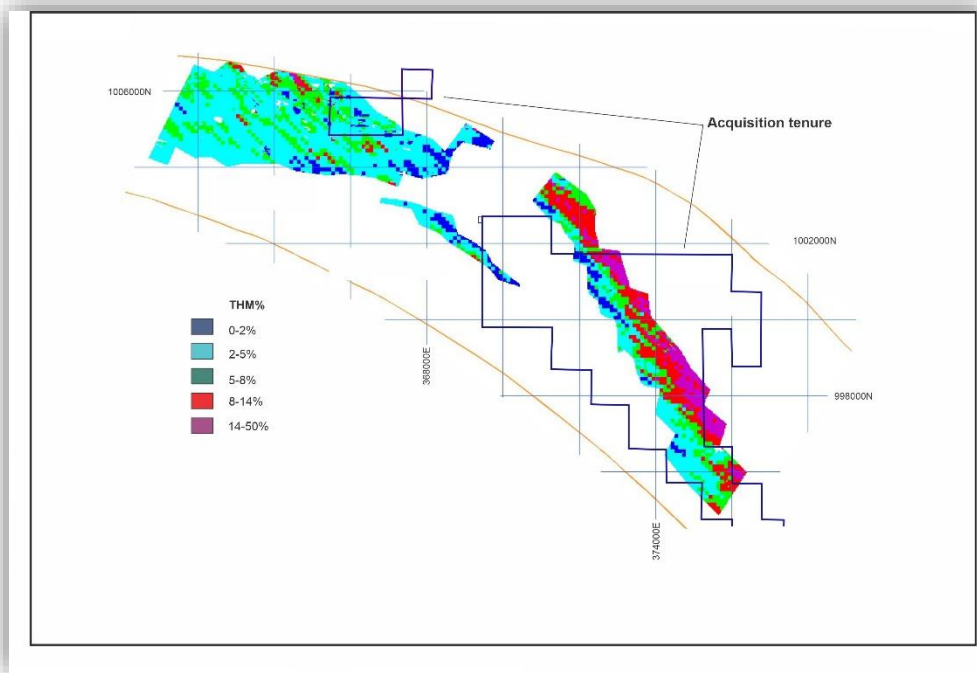 1006000N
Acquisition tenure
1002000N
THM%
0-2%
2-5%
5-8%
8-14%
14-50%
368000E
998000N
374000E